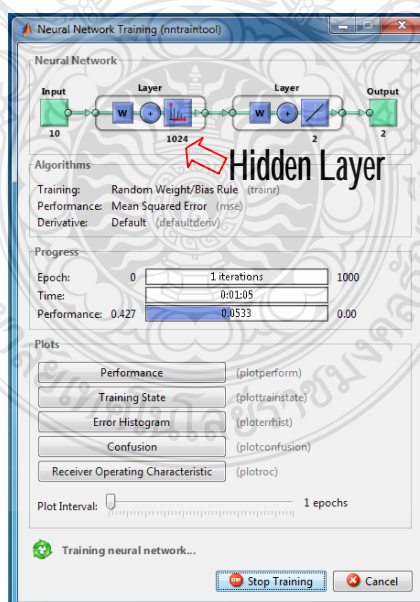 Neural Network Training (nntraintool)
Neural Network
Layer Layer
Input Output
W + W +
10 1024 2 2
Hidden Layer
Algorithms
Training: Random Weight/Bias Rule (trainr)
Performance: Mean Squared Error (mse)
Derivative: Default (defaultderiv)
Progress
Epoch: 0 1 iterations 1000
Time: 0:01:05
Performance: 0.427 0.0533 0.00
Plots
Performance (plotperform)
Training State (plottrainstate)
Error Histogram (ploterrhist)
Confusion (plotconfusion)
Receiver Operating Characteristic (plotroc)
Plot Interval: 1 epochs
Training neural network...
Stop Training Cancel